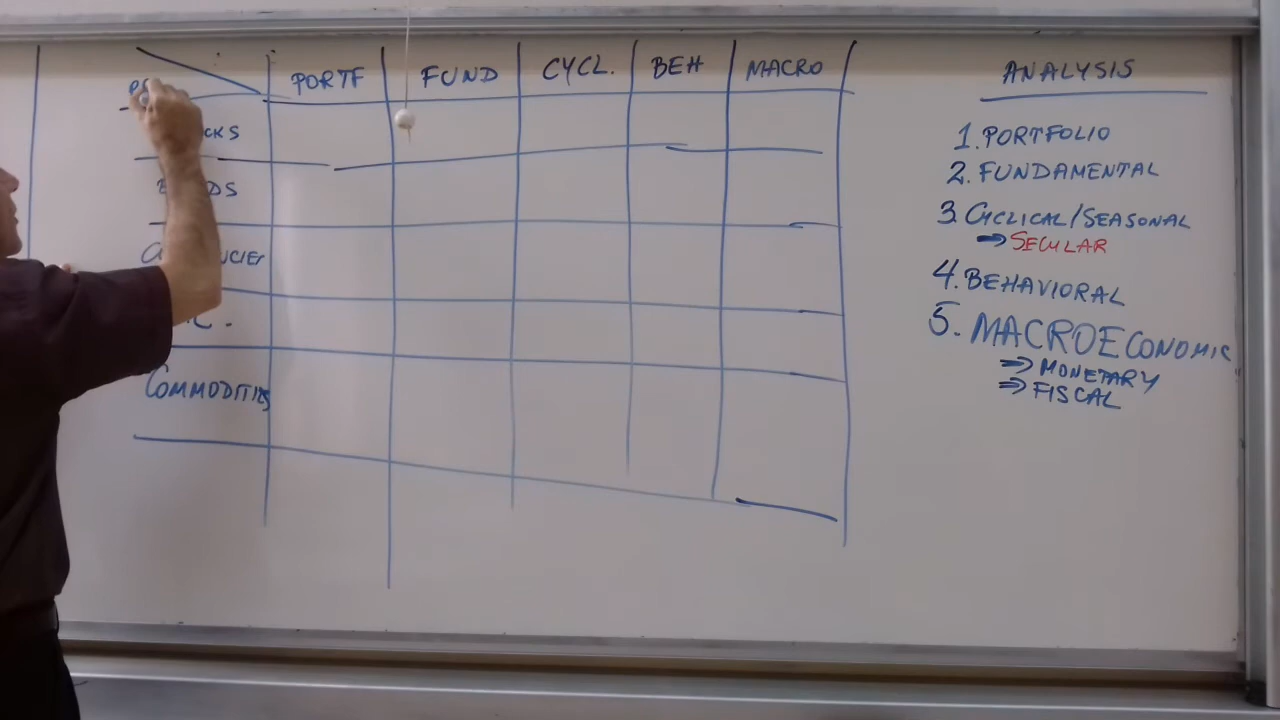 PORTF FUND CYCL. BEH MACRO
COMMODITIES
ANALYSIS
1. PORTFOLIO
2. FUNDAMENTAL
3. CYCLICAL/SEASONAL
⇒ SECULAR
4. BEHAVIORAL
5. MACROECONOMIC
⇒ MONETARY
⇒ FISCAL